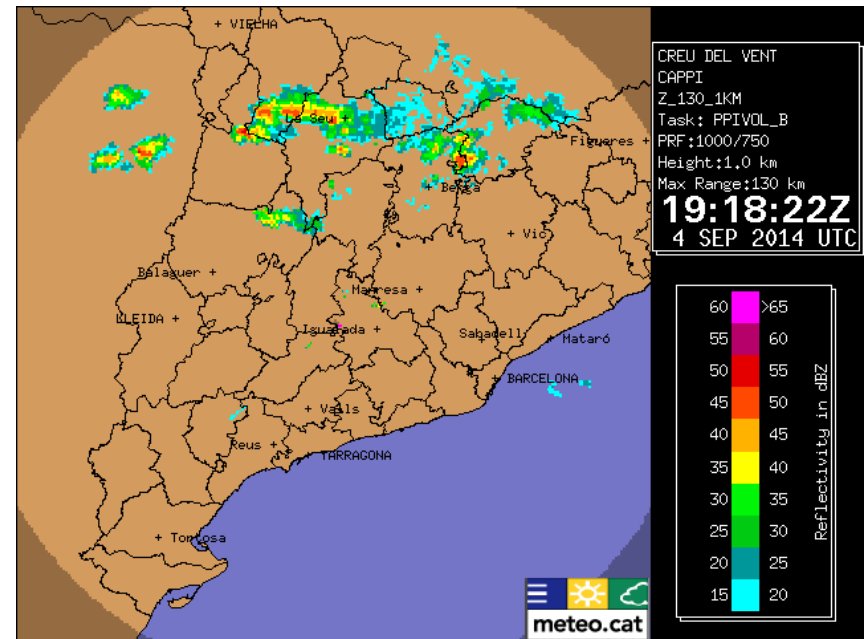 + VIELHA
La Seu +
Figueres +
+ Berga
+ Vic
Balaguer +
Manresa +
LLEIDA +
Igualada +
Sabadell
+ Mataró
+ BARCELONA
+ Valls
Reus +
+ TARRAGONA
+ Tortosa
meteo.cat
CREU DEL VENT
CAPPI
Z_130_1KM
Task: PPIVOL_B
PRF:1000/750
Height:1.0 km
Max Range:130 km
19:18:22Z
4 SEP 2014 UTC
60 >65
55 60
50 55
45 50
40 45
35 40
30 35
25 30
20 25
15 20
Reflectivity in dBZ